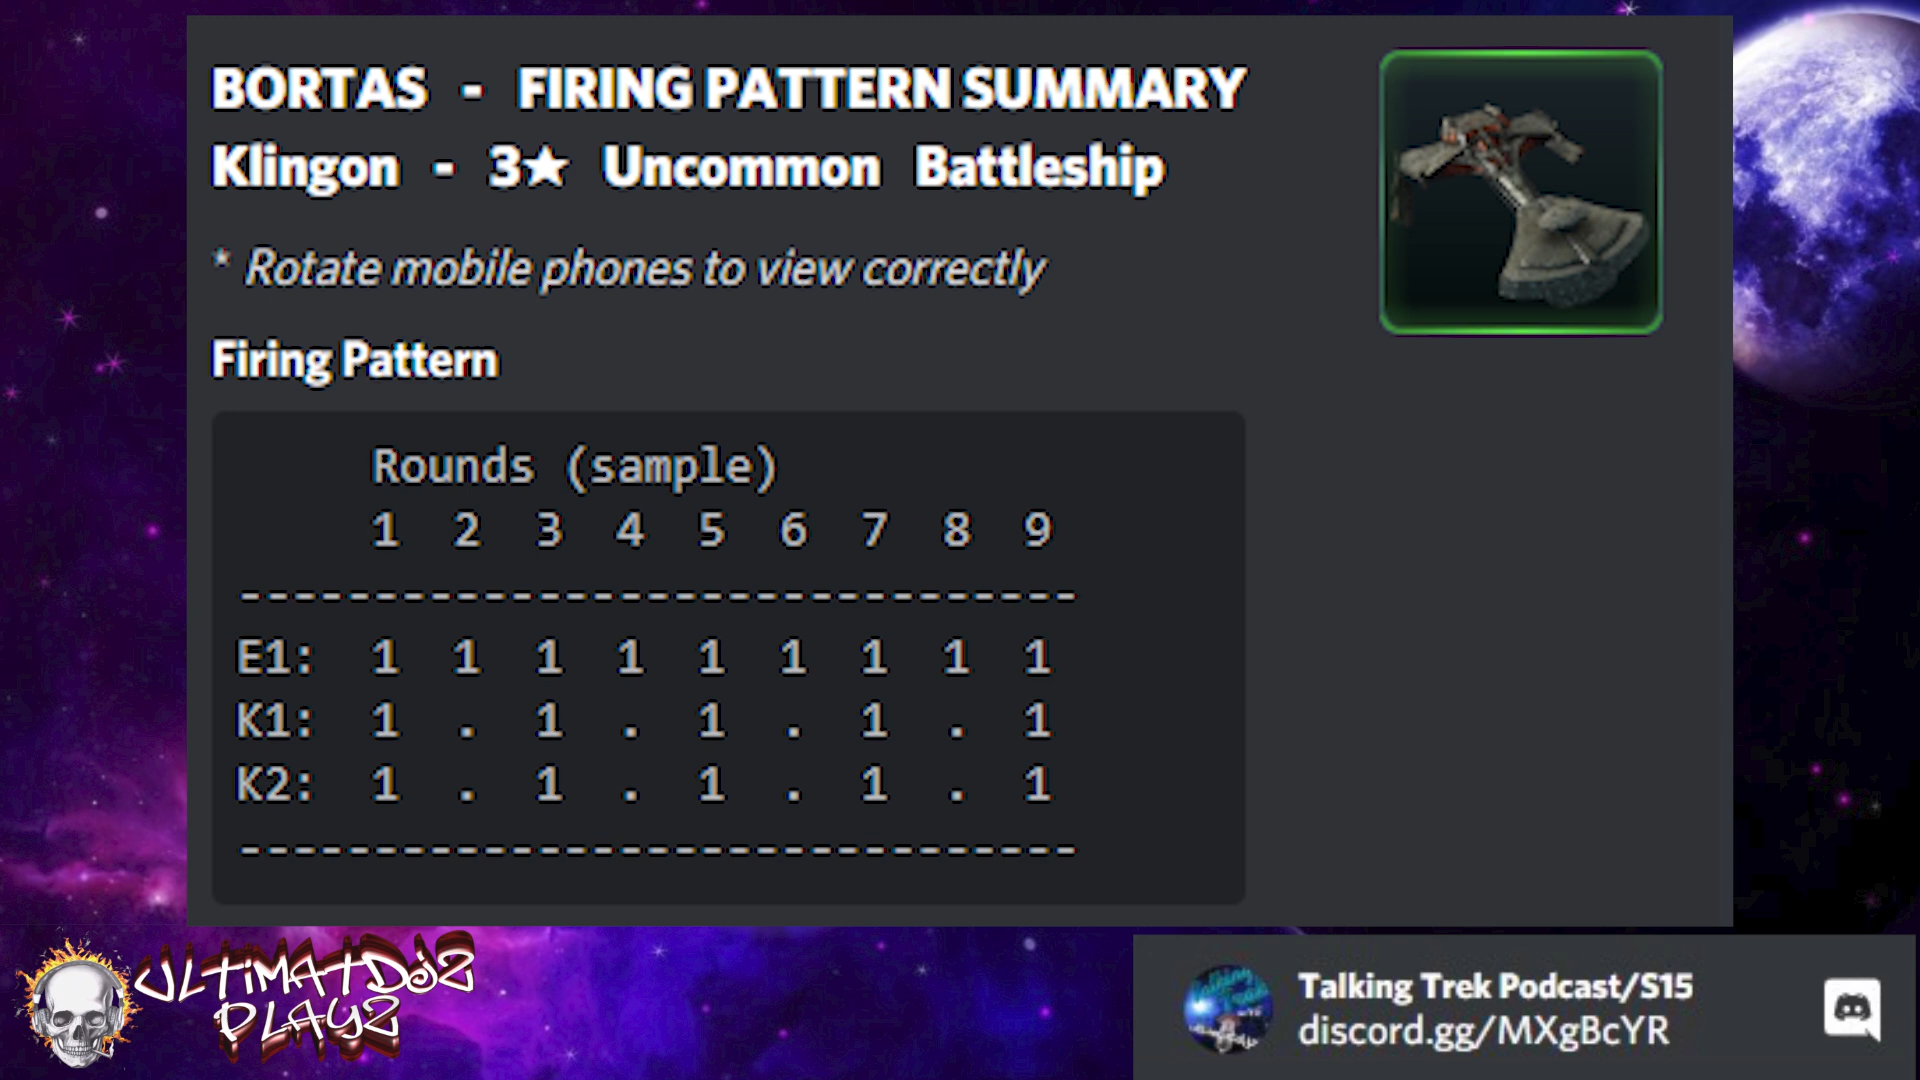 BORTAS - FIRING PATTERN SUMMARY
Klingon - 3★ Uncommon Battleship
* Rotate mobile phones to view correctly
Firing Pattern
Rounds (sample)
1 2 3 4 5 6 7 8 9
-------------------------------
E1: 1 1 1 1 1 1 1 1 1
K1: 1 . 1 . 1 . 1 . 1
K2: 1 . 1 . 1 . 1 . 1
-------------------------------
ULTiMATDJZ
PLAYZ
Talking Trek
Talking Trek Podcast/S15
discord.gg/MXgBcYR